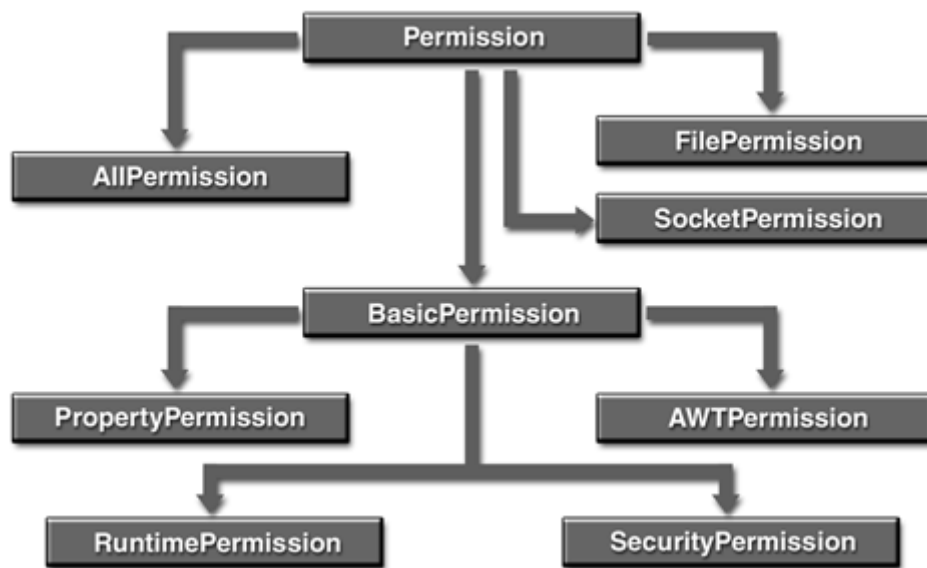 Permission
FilePermission
AllPermission
SocketPermission
BasicPermission
PropertyPermission
AWTPermission
RuntimePermission
SecurityPermission